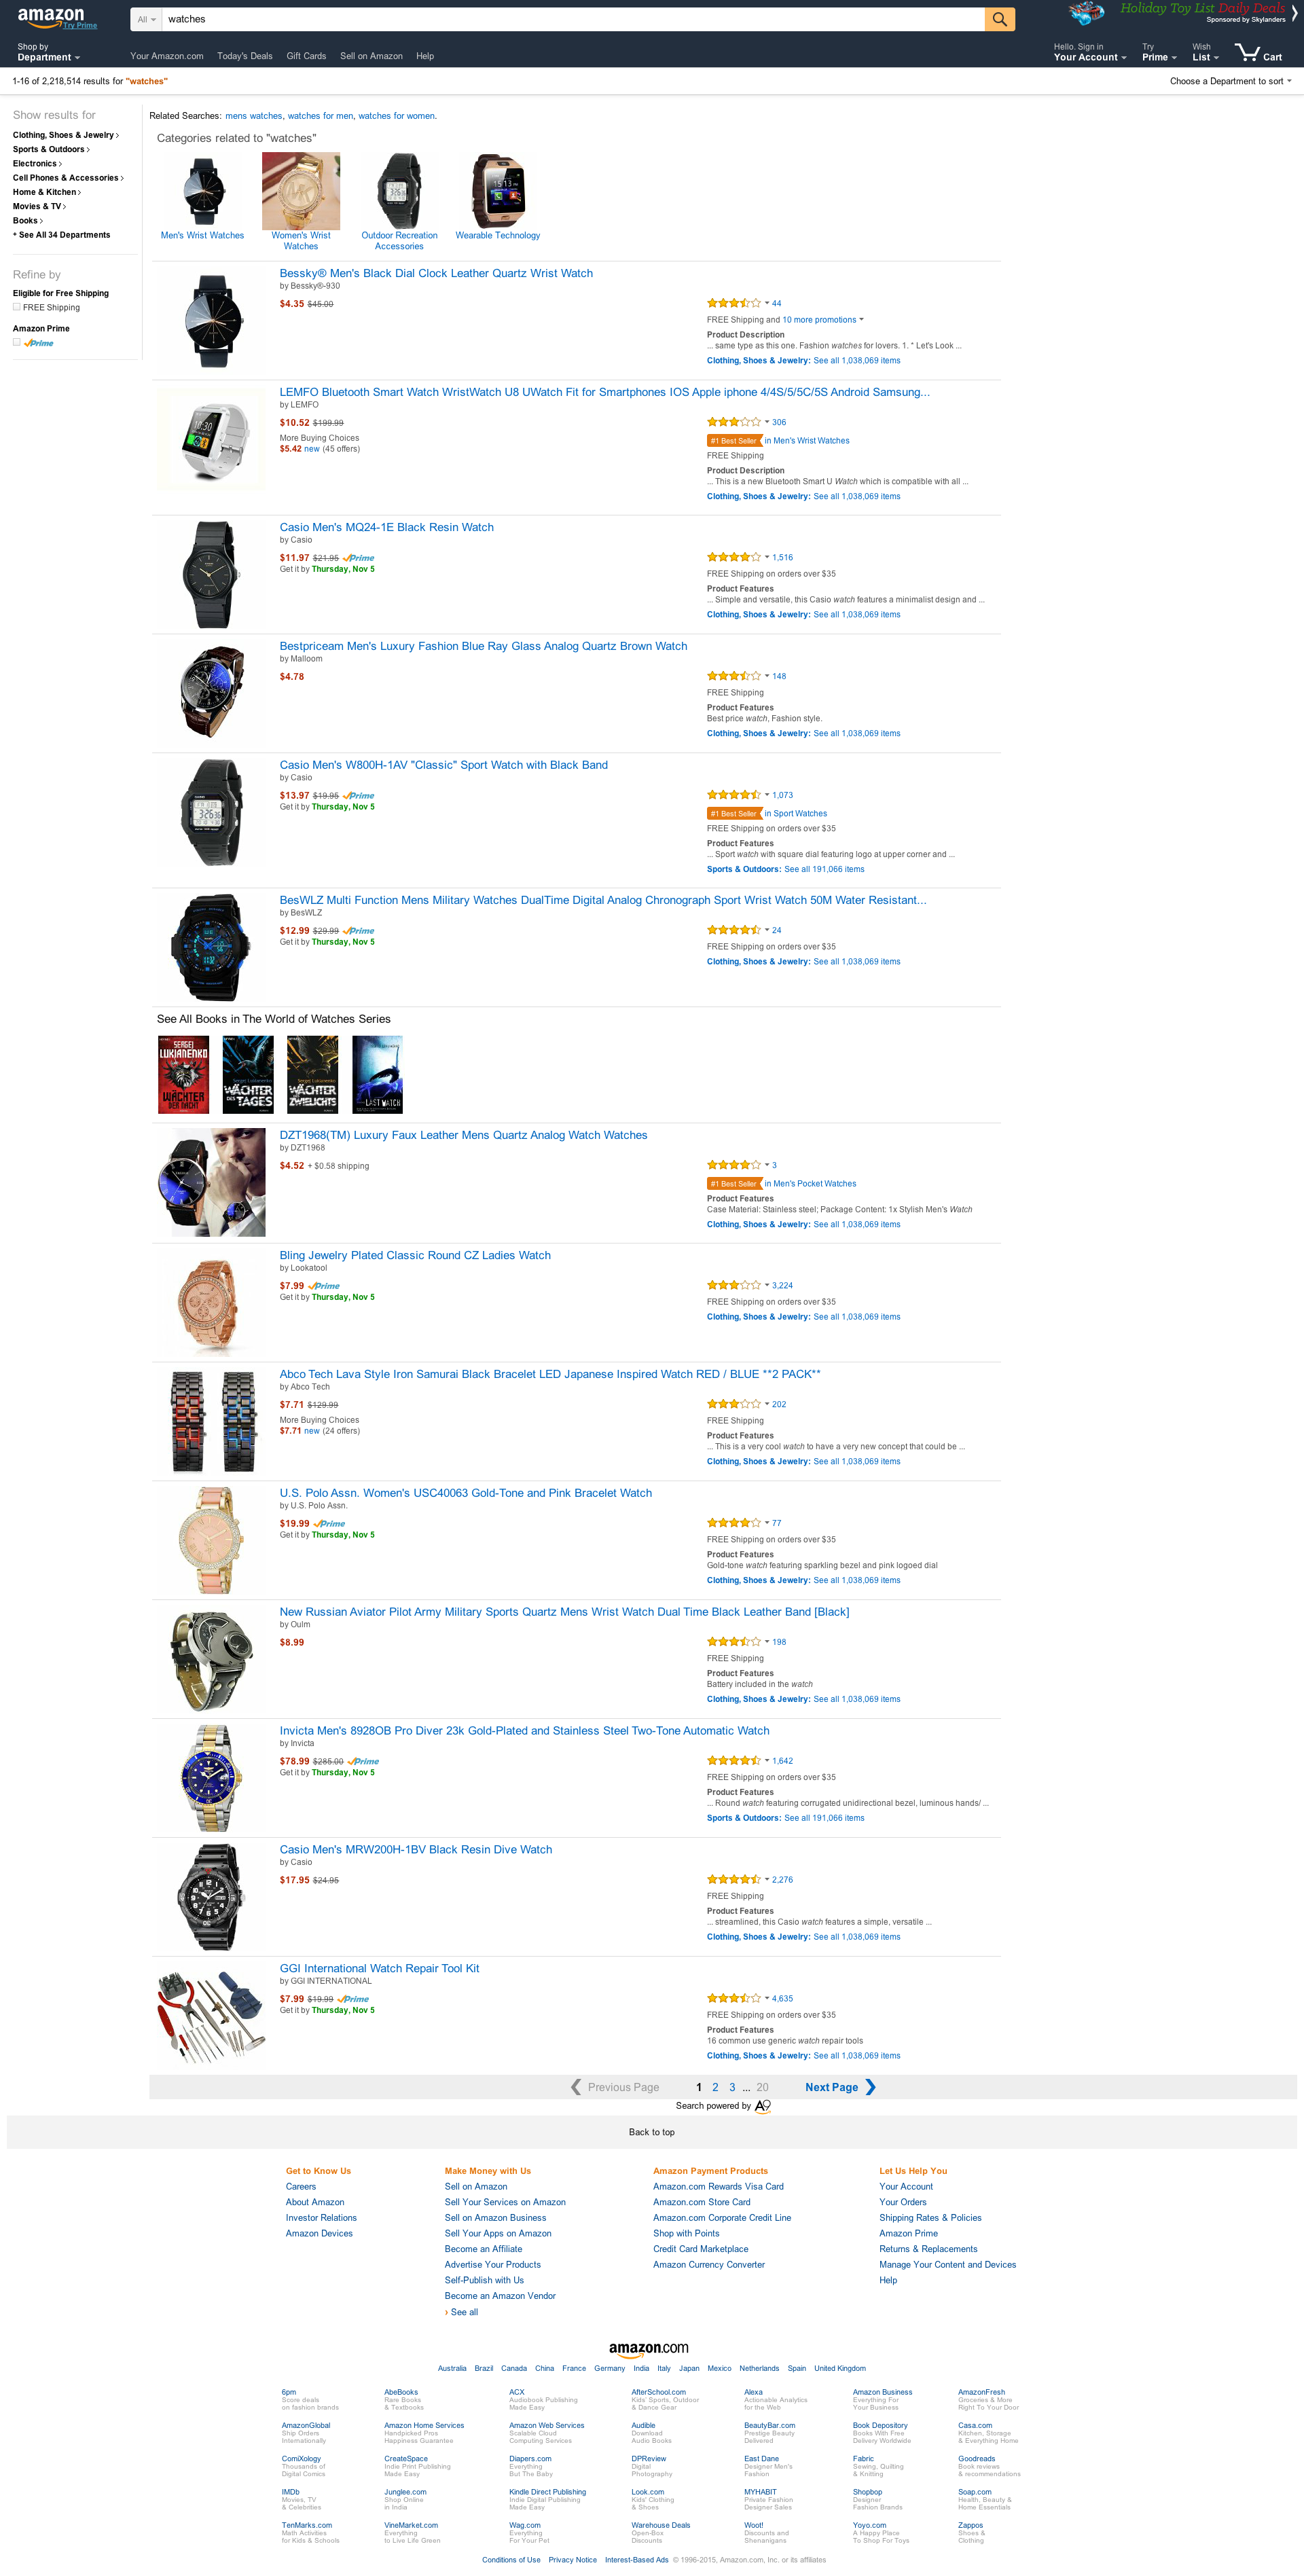 amazon
Try Prime
All
watches
Holiday Toy List Daily Deals
Sponsored by Skylanders
Shop by
Department
Your Amazon.com Today's Deals Gift Cards Sell on Amazon Help
Hello. Sign in
Your Account
Try
Prime
Wish
List
Cart
1-16 of 2,218,514 results for "watches"
Choose a Department to sort
Show results for
Clothing, Shoes & Jewelry
Sports & Outdoors
Electronics
Cell Phones & Accessories
Home & Kitchen
Movies & TV
Books
+ See All 34 Departments
Refine by
Eligible for Free Shipping
FREE Shipping
Amazon Prime
Prime
Related Searches: mens watches, watches for men, watches for women.
Categories related to "watches"
Men's Wrist Watches
Women's Wrist
Watches
Outdoor Recreation
Accessories
Wearable Technology
Bessky® Men's Black Dial Clock Leather Quartz Wrist Watch
by Bessky®-930
$4.35 $45.00
44
FREE Shipping and 10 more promotions
Product Description
... same type as this one. Fashion watches for lovers. 1. * Let's Look ...
Clothing, Shoes & Jewelry: See all 1,038,069 items
LEMFO Bluetooth Smart Watch WristWatch U8 UWatch Fit for Smartphones IOS Apple iphone 4/4S/5/5C/5S Android Samsung...
by LEMFO
$10.52 $199.99
More Buying Choices
$5.42 new (45 offers)
306
#1 Best Seller in Men's Wrist Watches
FREE Shipping
Product Description
... This is a new Bluetooth Smart U Watch which is compatible with all ...
Clothing, Shoes & Jewelry: See all 1,038,069 items
Casio Men's MQ24-1E Black Resin Watch
by Casio
$11.97 $21.95 Prime
Get it by Thursday, Nov 5
1,516
FREE Shipping on orders over $35
Product Features
... Simple and versatile, this Casio watch features a minimalist design and ...
Clothing, Shoes & Jewelry: See all 1,038,069 items
Bestpriceam Men's Luxury Fashion Blue Ray Glass Analog Quartz Brown Watch
by Malloom
$4.78
148
FREE Shipping
Product Features
Best price watch, Fashion style.
Clothing, Shoes & Jewelry: See all 1,038,069 items
Casio Men's W800H-1AV "Classic" Sport Watch with Black Band
by Casio
$13.97 $19.95 Prime
Get it by Thursday, Nov 5
1,073
#1 Best Seller in Sport Watches
FREE Shipping on orders over $35
Product Features
... Sport watch with square dial featuring logo at upper corner and ...
Sports & Outdoors: See all 191,066 items
BesWLZ Multi Function Mens Military Watches DualTime Digital Analog Chronograph Sport Wrist Watch 50M Water Resistant...
by BesWLZ
$12.99 $29.99 Prime
Get it by Thursday, Nov 5
24
FREE Shipping on orders over $35
Clothing, Shoes & Jewelry: See all 1,038,069 items
See All Books in The World of Watches Series
SERGEJ
LUKIANENKO
WÄCHTER
DER NACHT
Sergej Lukianenko
WÄCHTER
DES TAGES
Sergej Lukianenko
WÄCHTER
DES ZWIELICHTS
LAST WATCH
DZT1968(TM) Luxury Faux Leather Mens Quartz Analog Watch Watches
by DZT1968
$4.52 + $0.58 shipping
3
#1 Best Seller in Men's Pocket Watches
Product Features
Case Material: Stainless steel; Package Content: 1x Stylish Men's Watch
Clothing, Shoes & Jewelry: See all 1,038,069 items
Bling Jewelry Plated Classic Round CZ Ladies Watch
by Lookatool
$7.99 Prime
Get it by Thursday, Nov 5
3,224
FREE Shipping on orders over $35
Clothing, Shoes & Jewelry: See all 1,038,069 items
Abco Tech Lava Style Iron Samurai Black Bracelet LED Japanese Inspired Watch RED / BLUE **2 PACK**
by Abco Tech
$7.71 $129.99
More Buying Choices
$7.71 new (24 offers)
202
FREE Shipping
Product Features
... This is a very cool watch to have a very new concept that could be ...
Clothing, Shoes & Jewelry: See all 1,038,069 items
U.S. Polo Assn. Women's USC40063 Gold-Tone and Pink Bracelet Watch
by U.S. Polo Assn.
$19.99 Prime
Get it by Thursday, Nov 5
77
FREE Shipping on orders over $35
Product Features
Gold-tone watch featuring sparkling bezel and pink logoed dial
Clothing, Shoes & Jewelry: See all 1,038,069 items
New Russian Aviator Pilot Army Military Sports Quartz Mens Wrist Watch Dual Time Black Leather Band [Black]
by Oulm
$8.99
198
FREE Shipping
Product Features
Battery included in the watch
Clothing, Shoes & Jewelry: See all 1,038,069 items
Invicta Men's 8928OB Pro Diver 23k Gold-Plated and Stainless Steel Two-Tone Automatic Watch
by Invicta
$78.99 $285.00 Prime
Get it by Thursday, Nov 5
1,642
FREE Shipping on orders over $35
Product Features
... Round watch featuring corrugated unidirectional bezel, luminous hands/ ...
Sports & Outdoors: See all 191,066 items
Casio Men's MRW200H-1BV Black Resin Dive Watch
by Casio
$17.95 $24.95
2,276
FREE Shipping
Product Features
... streamlined, this Casio watch features a simple, versatile ...
Clothing, Shoes & Jewelry: See all 1,038,069 items
GGI International Watch Repair Tool Kit
by GGI INTERNATIONAL
$7.99 $19.99 Prime
Get it by Thursday, Nov 5
4,635
FREE Shipping on orders over $35
Product Features
16 common use generic watch repair tools
Clothing, Shoes & Jewelry: See all 1,038,069 items
Previous Page 1 2 3 ... 20 Next Page
Search powered by A9
Back to top
Get to Know Us
Careers
About Amazon
Investor Relations
Amazon Devices
Make Money with Us
Sell on Amazon
Sell Your Services on Amazon
Sell on Amazon Business
Sell Your Apps on Amazon
Become an Affiliate
Advertise Your Products
Self-Publish with Us
Become an Amazon Vendor
› See all
Amazon Payment Products
Amazon.com Rewards Visa Card
Amazon.com Store Card
Amazon.com Corporate Credit Line
Shop with Points
Credit Card Marketplace
Amazon Currency Converter
Let Us Help You
Your Account
Your Orders
Shipping Rates & Policies
Amazon Prime
Returns & Replacements
Manage Your Content and Devices
Help
amazon.com
Australia Brazil Canada China France Germany India Italy Japan Mexico Netherlands Spain United Kingdom
6pm
Score deals
on fashion brands
AbeBooks
Rare Books
& Textbooks
ACX
Audiobook Publishing
Made Easy
AfterSchool.com
Kids' Sports, Outdoor
& Dance Gear
Alexa
Actionable Analytics
for the Web
Amazon Business
Everything For
Your Business
AmazonFresh
Groceries & More
Right To Your Door
AmazonGlobal
Ship Orders
Internationally
Amazon Home Services
Handpicked Pros
Happiness Guarantee
Amazon Web Services
Scalable Cloud
Computing Services
Audible
Download
Audio Books
BeautyBar.com
Prestige Beauty
Delivered
Book Depository
Books With Free
Delivery Worldwide
Casa.com
Kitchen, Storage
& Everything Home
ComiXology
Thousands of
Digital Comics
CreateSpace
Indie Print Publishing
Made Easy
Diapers.com
Everything
But The Baby
DPReview
Digital
Photography
East Dane
Designer Men's
Fashion
Fabric
Sewing, Quilting
& Knitting
Goodreads
Book reviews
& recommendations
IMDb
Movies, TV
& Celebrities
Junglee.com
Shop Online
in India
Kindle Direct Publishing
Indie Digital Publishing
Made Easy
Look.com
Kids' Clothing
& Shoes
MYHABIT
Private Fashion
Designer Sales
Shopbop
Designer
Fashion Brands
Soap.com
Health, Beauty &
Home Essentials
TenMarks.com
Math Activities
for Kids & Schools
VineMarket.com
Everything
to Live Life Green
Wag.com
Everything
For Your Pet
Warehouse Deals
Open-Box
Discounts
Woot!
Discounts and
Shenanigans
Yoyo.com
A Happy Place
To Shop For Toys
Zappos
Shoes &
Clothing
Conditions of Use Privacy Notice Interest-Based Ads © 1996-2015, Amazon.com, Inc. or its affiliates